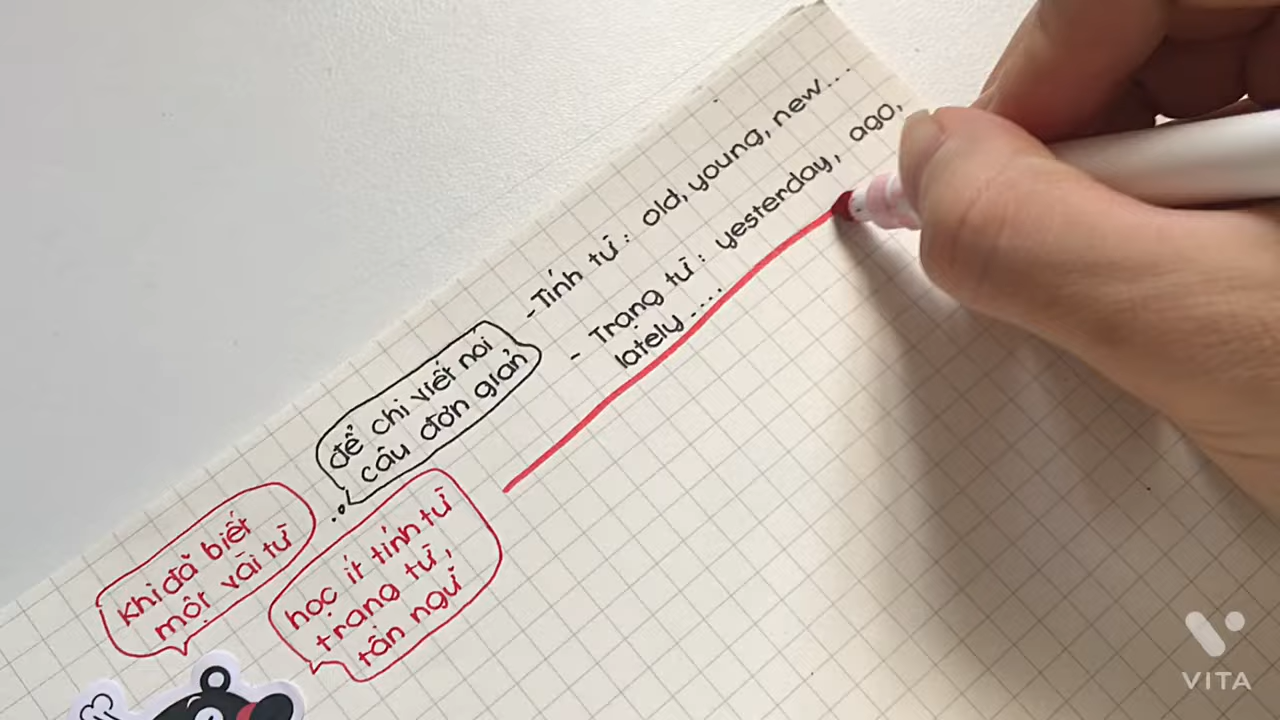 - Tính từ : old, young, new....
- Trạng từ : yesterday, ago,
lately ....
để chi viết nói
câu đơn giản
khi đã biết
một vài từ
học ít tính từ
trạng từ,
tân ngữ
VITA